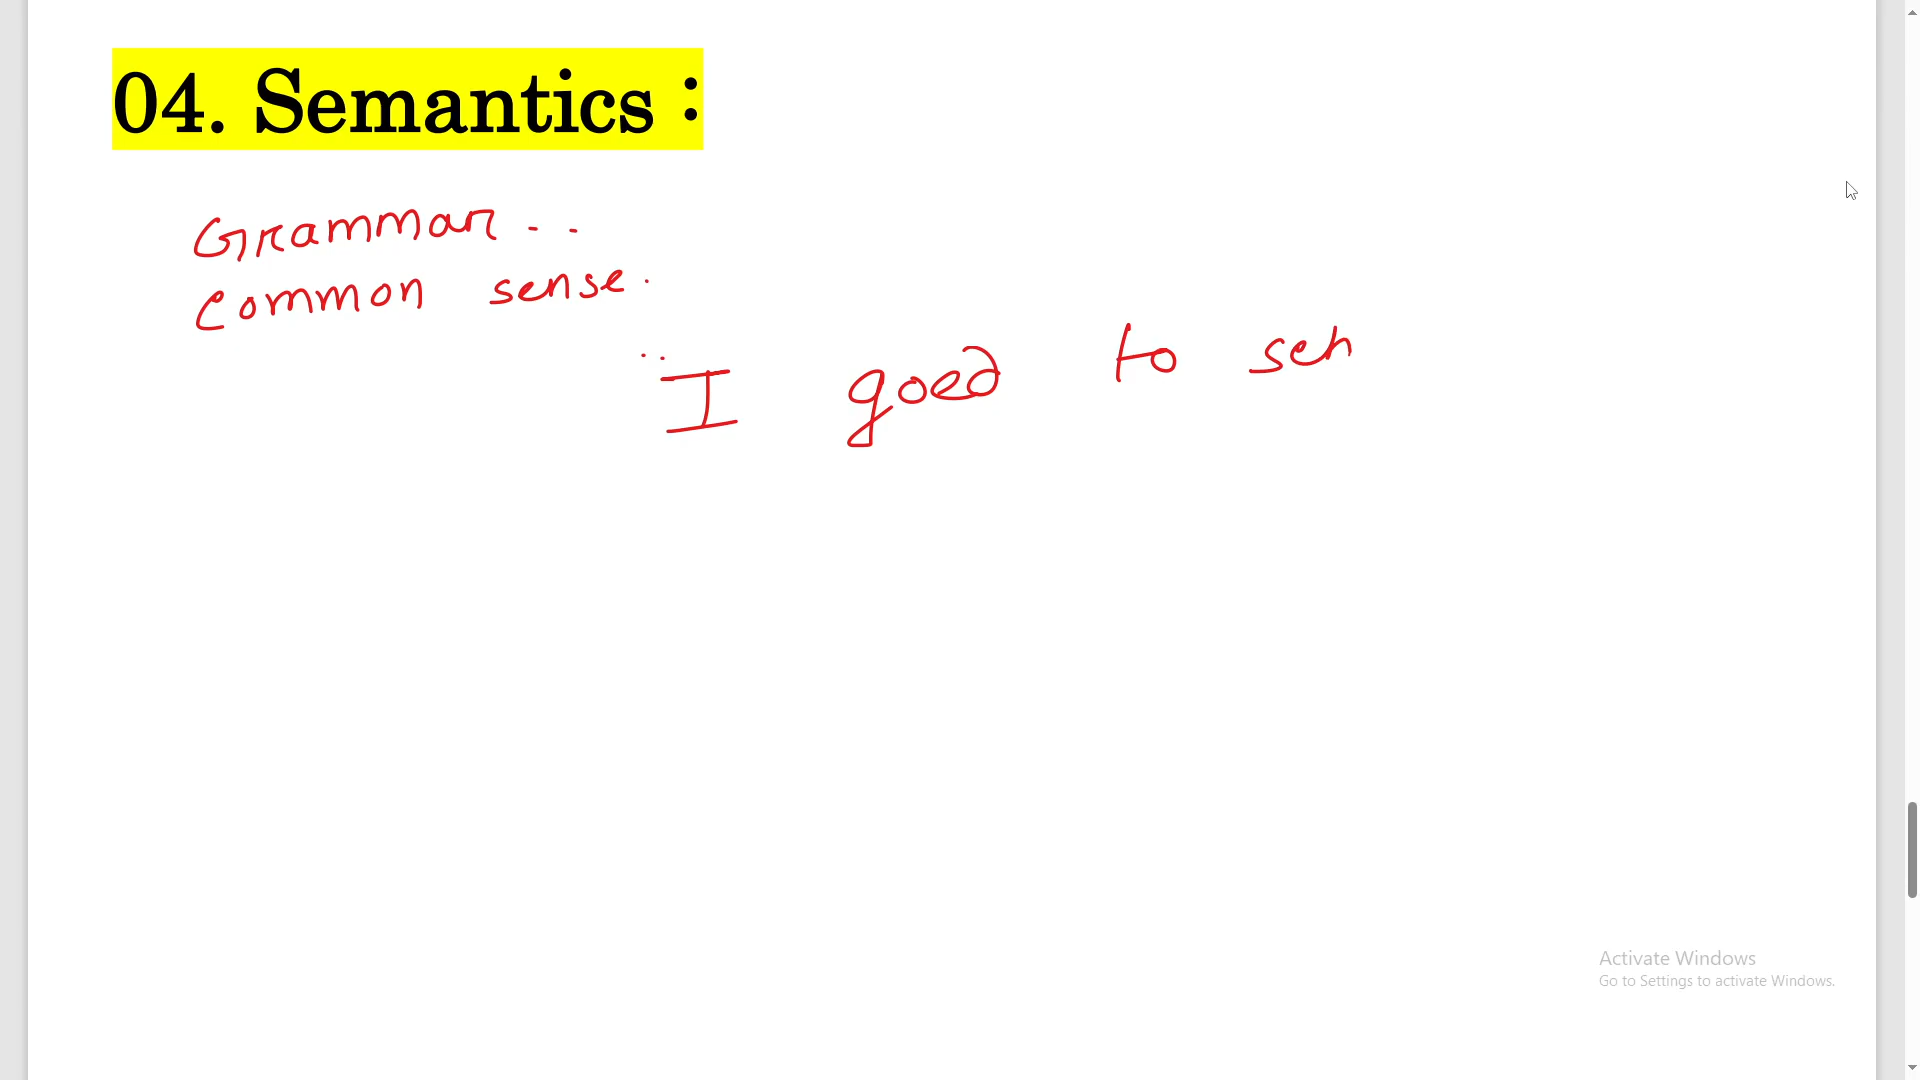 04. Semantics :
Grammar..
common sense.
I goed to sch
Activate Windows
Go to Settings to activate Windows.